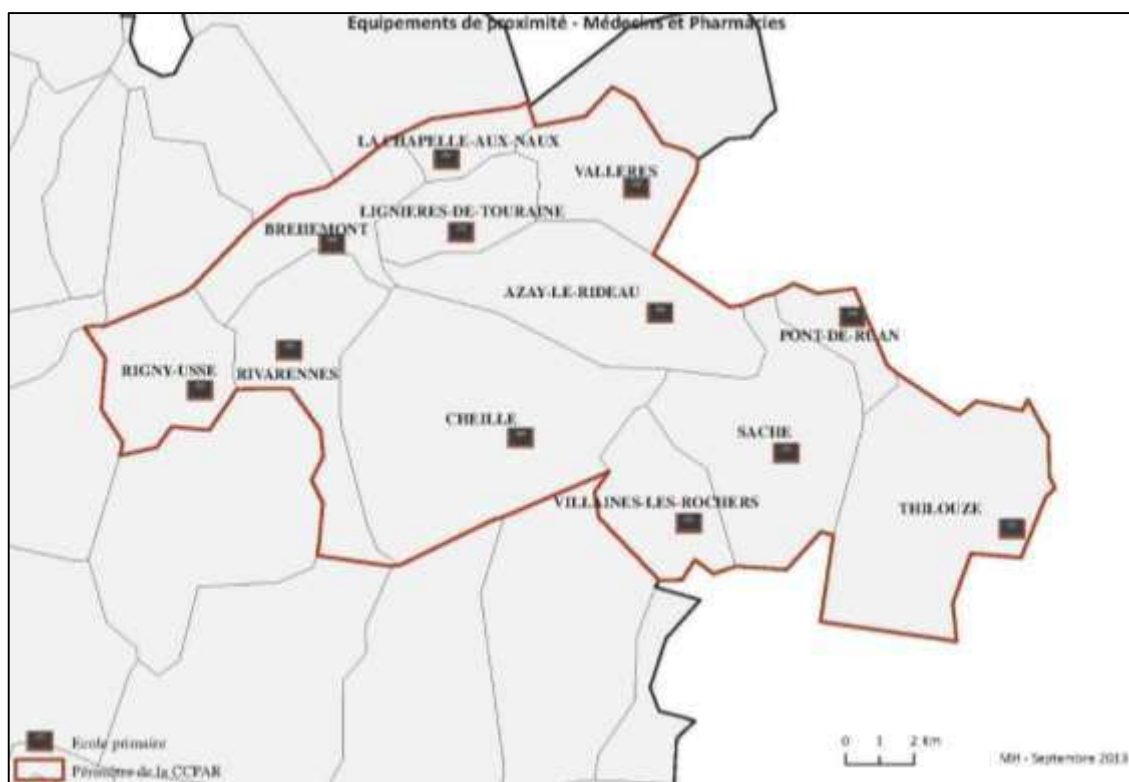 Equipements de proximité - Médecins et Pharmacies
LA CHAPELLE-AUX-NAUX
VALLERES
LIGNIERES-DE-TOURAINE
BREHEMONT
AZAY-LE-RIDEAU
PONT-DE-RUAN
RIGNY-USSE
RIVARENNES
CHEILLE
SACHE
VILLAINES-LES-ROCHERS
THILOUZE
Ecole primaire
Périmètre de la CCPAR
0 1 2 Km
MIH - Septembre 2013